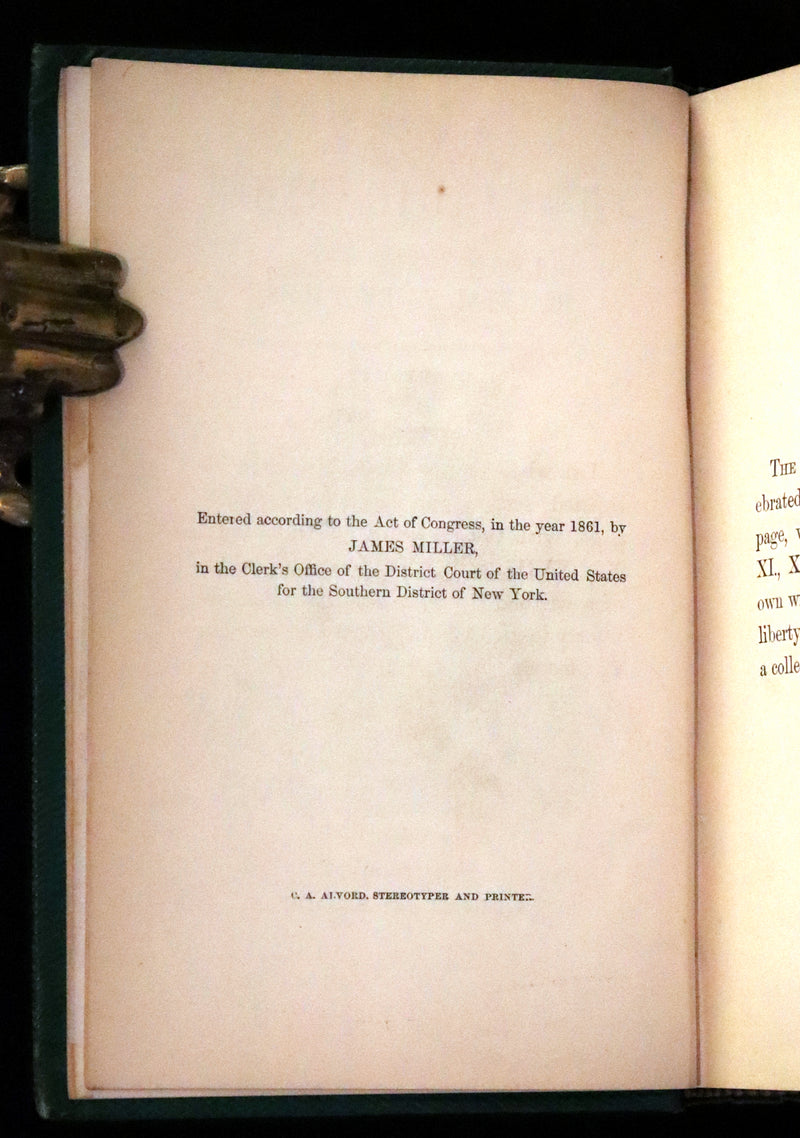 Entered according to the Act of Congress, in the year 1861, by
JAMES MILLER,
in the Clerk's Office of the District Court of the United States
for the Southern District of New York.
C. A. ALVORD, STEREOTYPER AND PRINTER.
THE
ebrated
page,
XI., X
own w
liberty
a colle